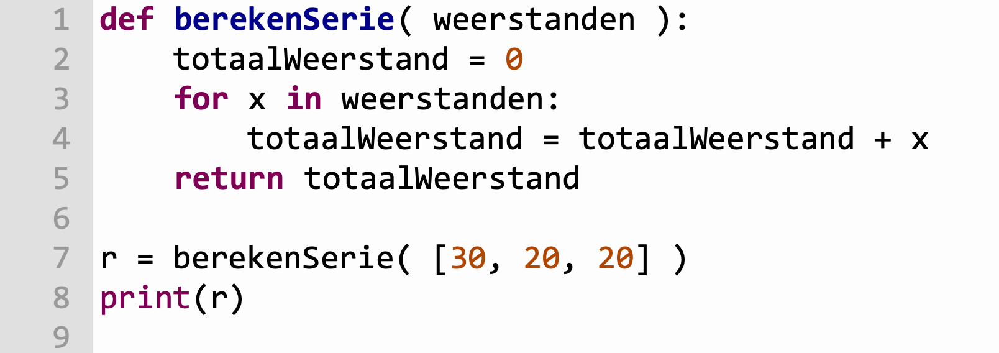 1 def berekenSerie( weerstanden ):
2     totaalWeerstand = 0
3     for x in weerstanden:
4         totaalWeerstand = totaalWeerstand + x
5     return totaalWeerstand
6
7 r = berekenSerie( [30, 20, 20] )
8 print(r)
9